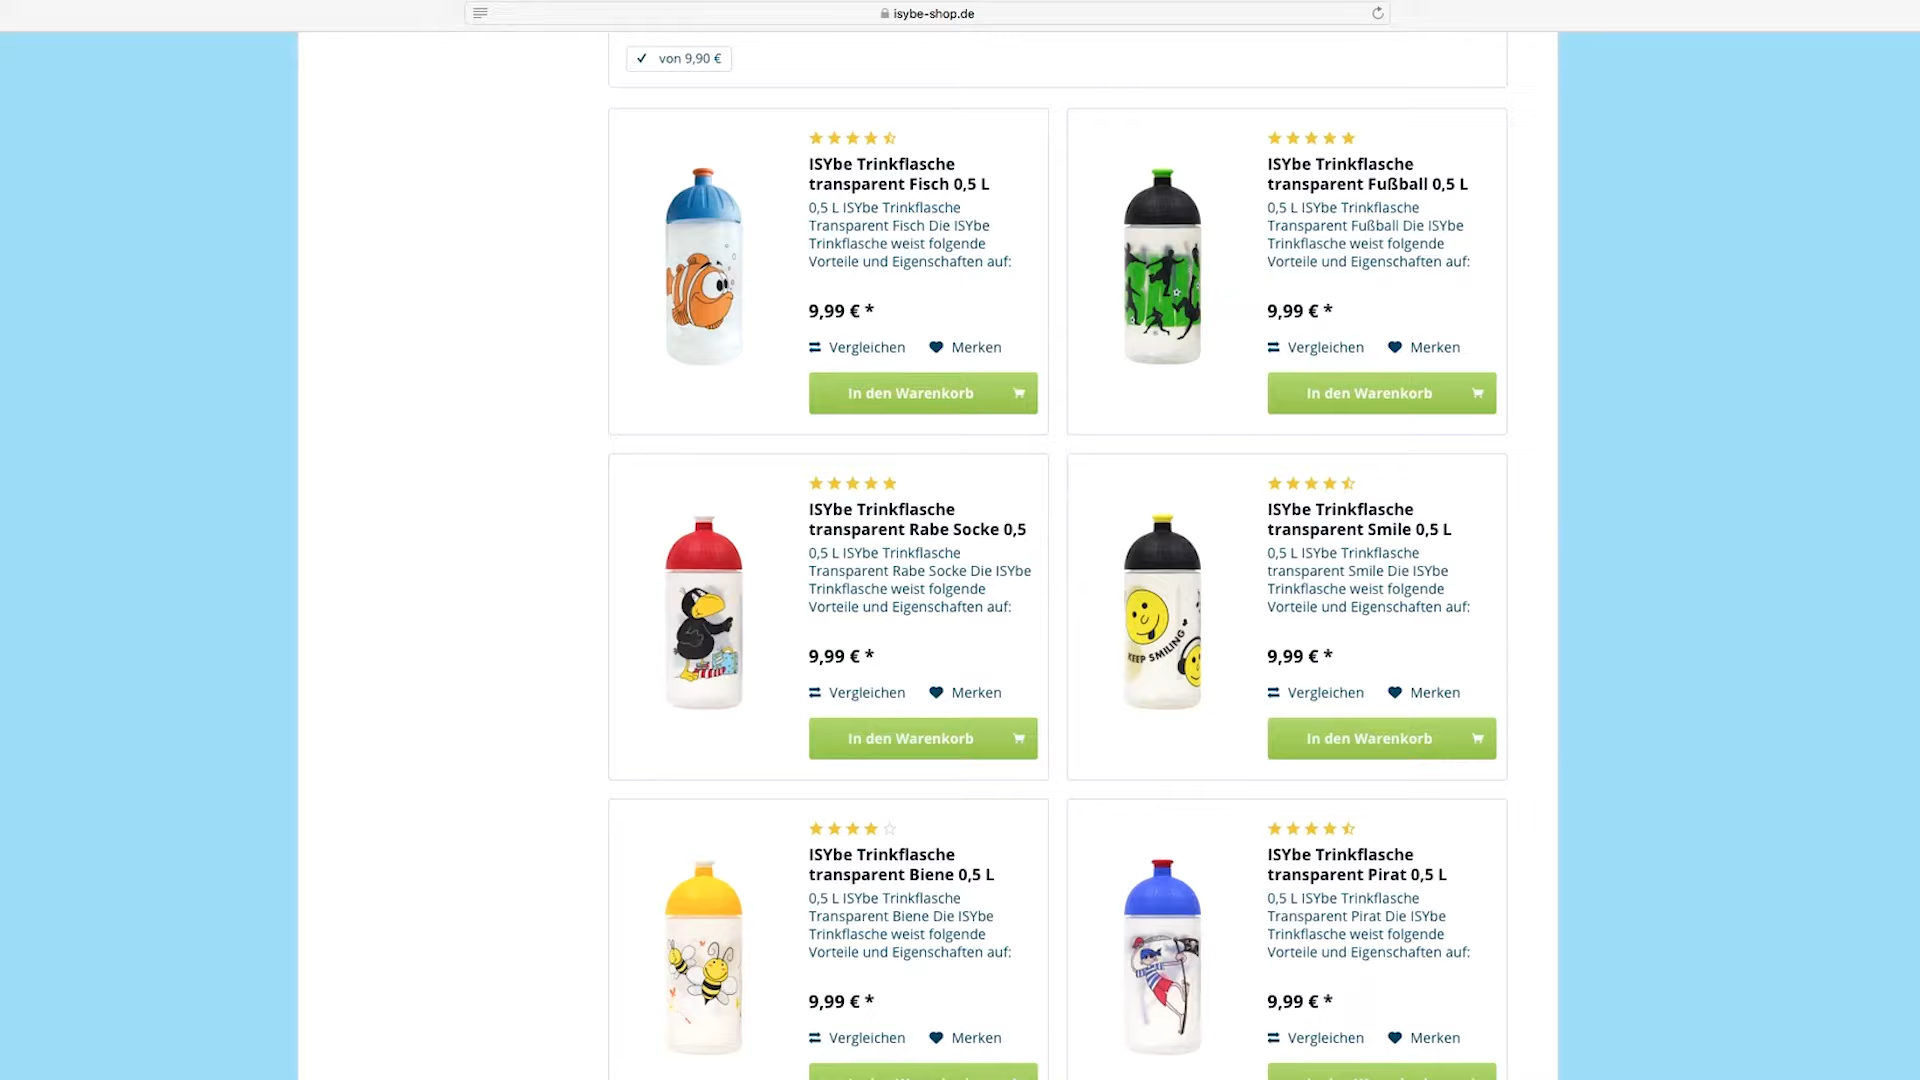 isybe-shop.de
von 9,90 €
ISYbe Trinkflasche
transparent Fisch 0,5 L
0,5 L ISYbe Trinkflasche
Transparent Fisch Die ISYbe
Trinkflasche weist folgende
Vorteile und Eigenschaften auf:
9,99 € *
Vergleichen
Merken
In den Warenkorb
ISYbe Trinkflasche
transparent Fußball 0,5 L
0,5 L ISYbe Trinkflasche
Transparent Fußball Die ISYbe
Trinkflasche weist folgende
Vorteile und Eigenschaften auf:
9,99 € *
Vergleichen
Merken
In den Warenkorb
ISYbe Trinkflasche
transparent Rabe Socke 0,5
0,5 L ISYbe Trinkflasche
Transparent Rabe Socke Die ISYbe
Trinkflasche weist folgende
Vorteile und Eigenschaften auf:
9,99 € *
Vergleichen
Merken
In den Warenkorb
KEEP SMILING
ISYbe Trinkflasche
transparent Smile 0,5 L
0,5 L ISYbe Trinkflasche
transparent Smile Die ISYbe
Trinkflasche weist folgende
Vorteile und Eigenschaften auf:
9,99 € *
Vergleichen
Merken
In den Warenkorb
ISYbe Trinkflasche
transparent Biene 0,5 L
0,5 L ISYbe Trinkflasche
Transparent Biene Die ISYbe
Trinkflasche weist folgende
Vorteile und Eigenschaften auf:
9,99 € *
Vergleichen
Merken
ISYbe Trinkflasche
transparent Pirat 0,5 L
0,5 L ISYbe Trinkflasche
Transparent Pirat Die ISYbe
Trinkflasche weist folgende
Vorteile und Eigenschaften auf:
9,99 € *
Vergleichen
Merken